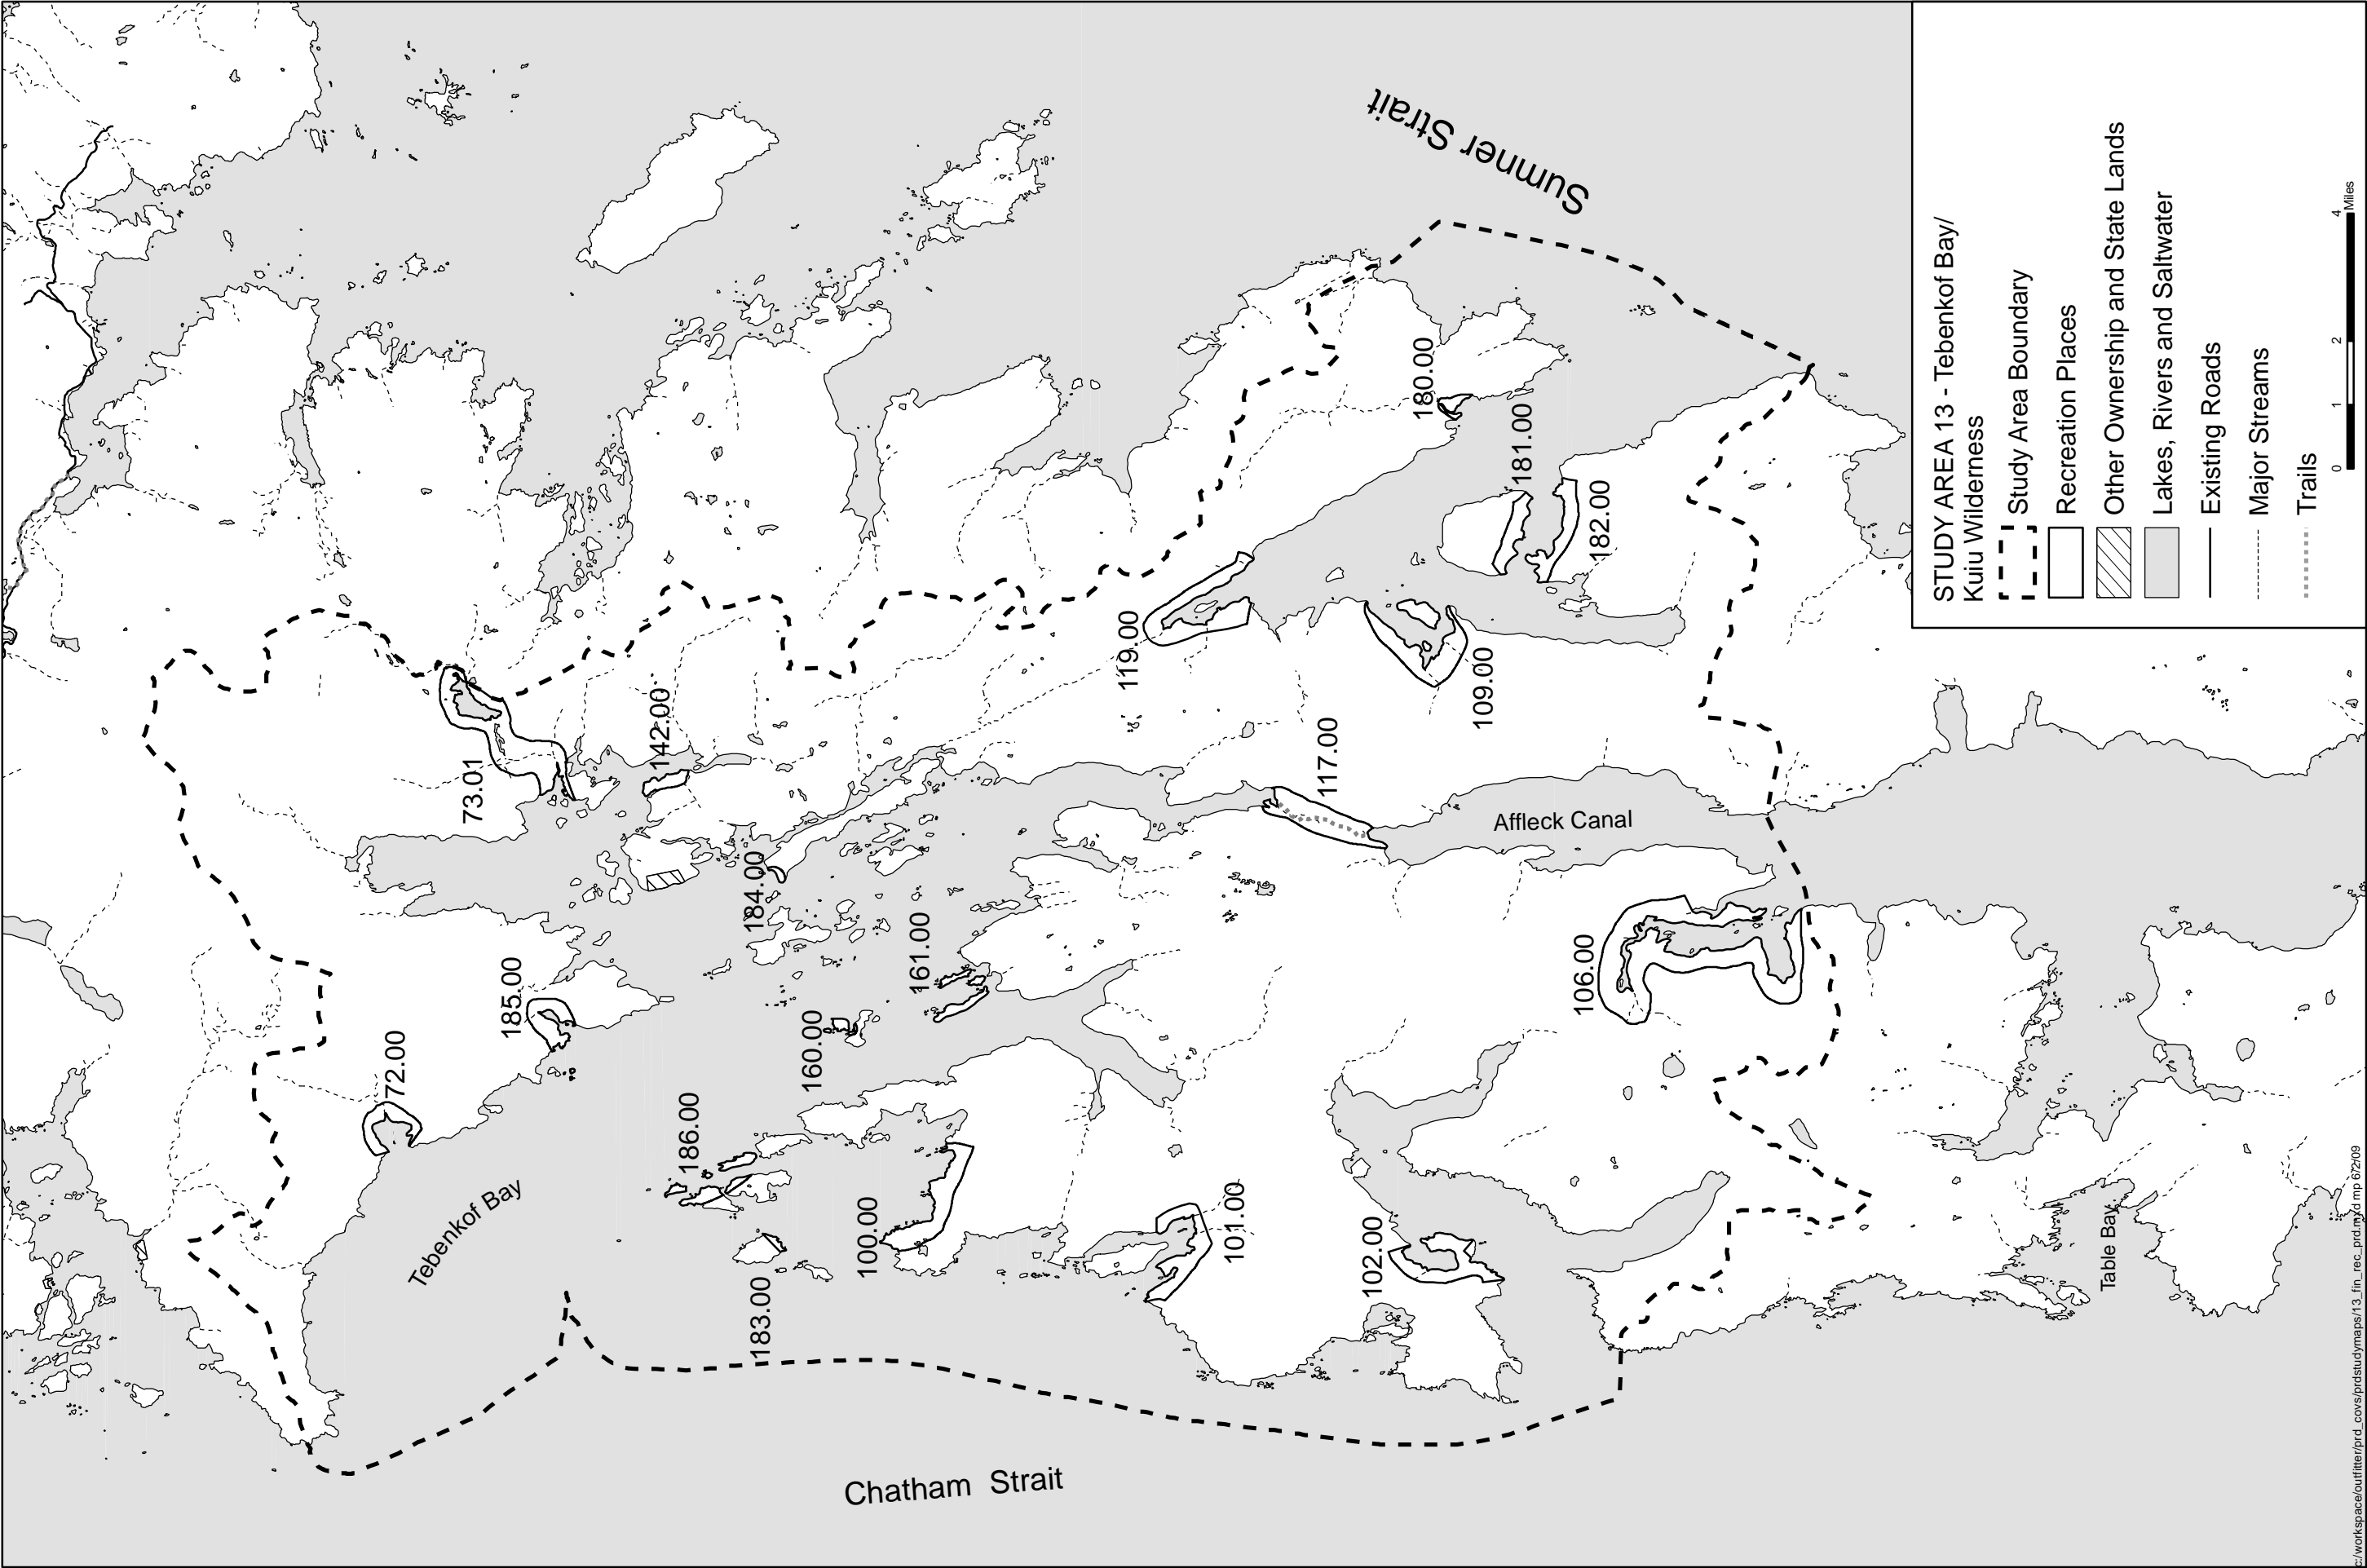 STUDY AREA 13 - Tebenkof Bay/
Kuiu Wilderness
Study Area Boundary
Recreation Places
Other Ownership and State Lands
Lakes, Rivers and Saltwater
Existing Roads
Major Streams
Trails
0 1 2 4
Miles
Sumner Strait
180.00
181.00
182.00
119.00
109.00
117.00
73.01
142.00
184.00
Affleck Canal
161.00
185.00
160.00
106.00
72.00
186.00
Tebenkof Bay
100.00
101.00
102.00
183.00
Table Bay
Chatham Strait